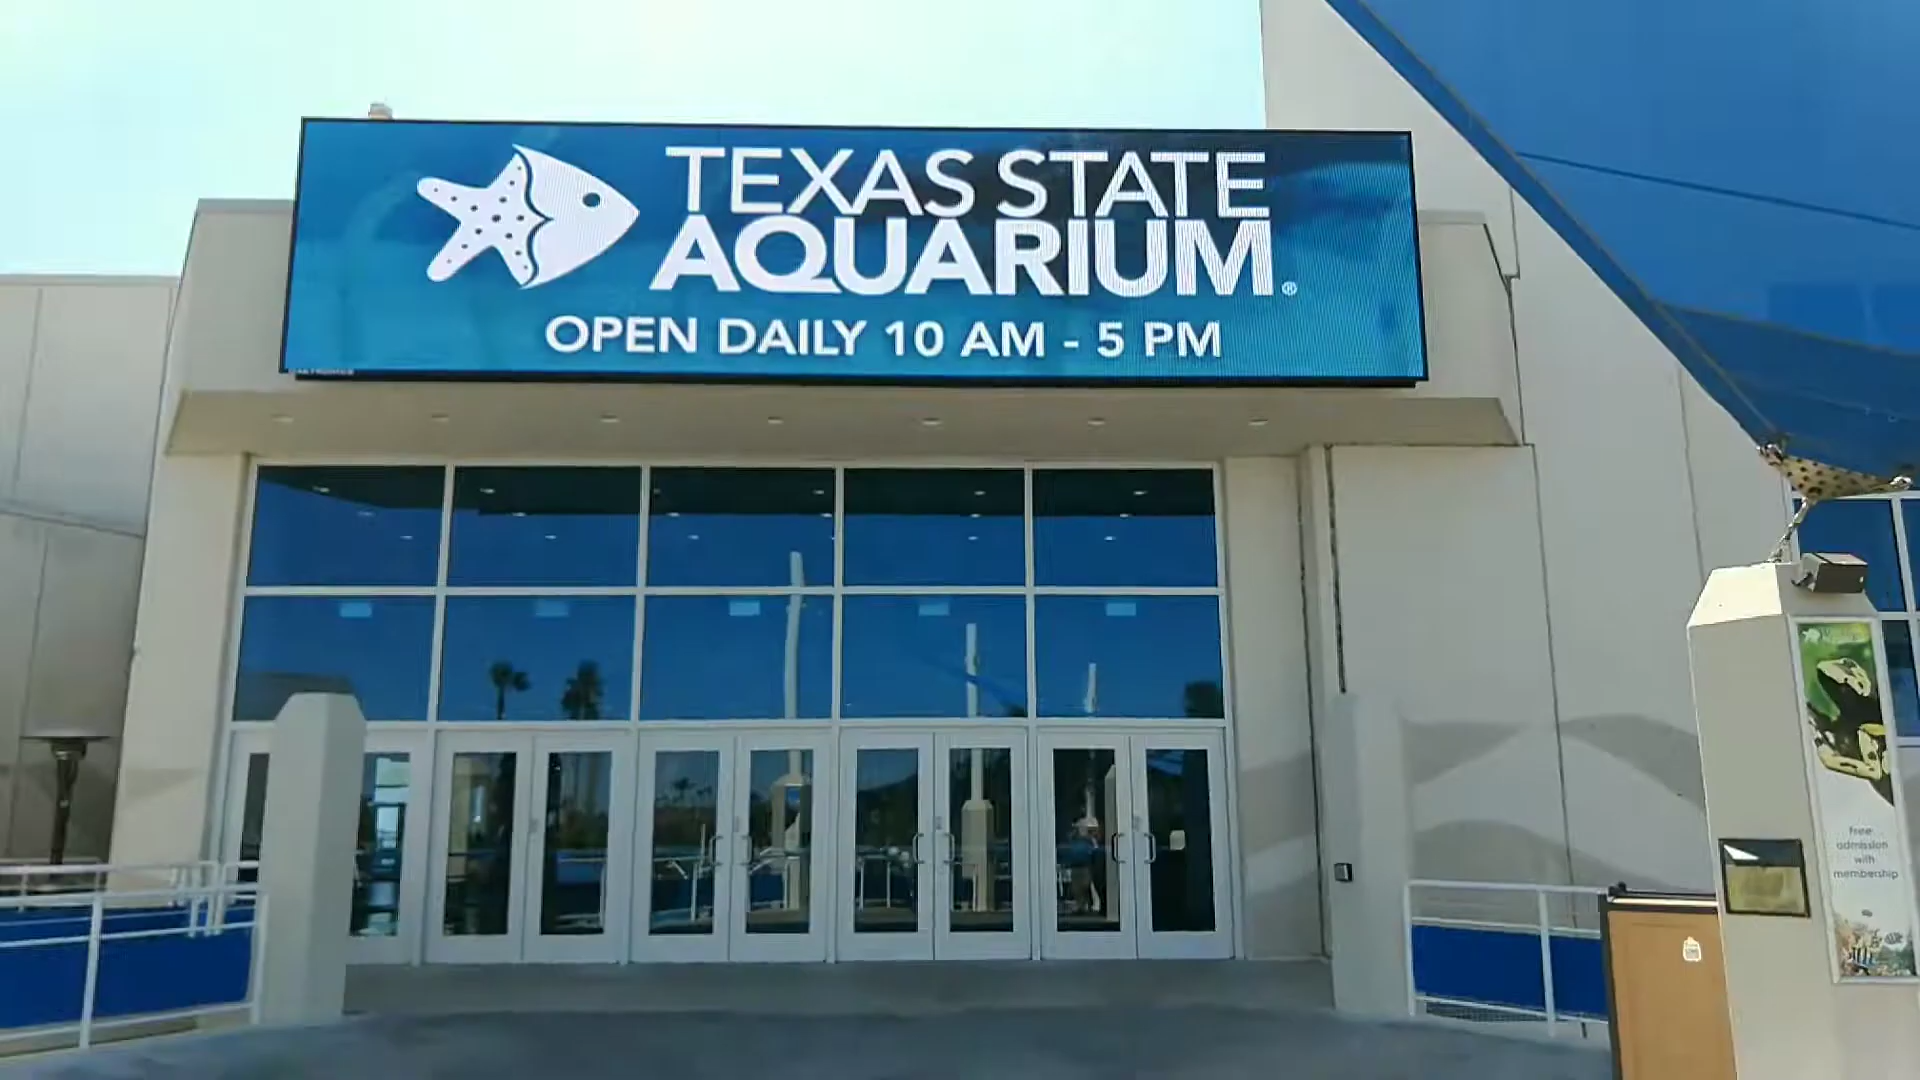 TEXAS STATE
AQUARIUM®
OPEN DAILY 10 AM - 5 PM
free
admission
with
membership